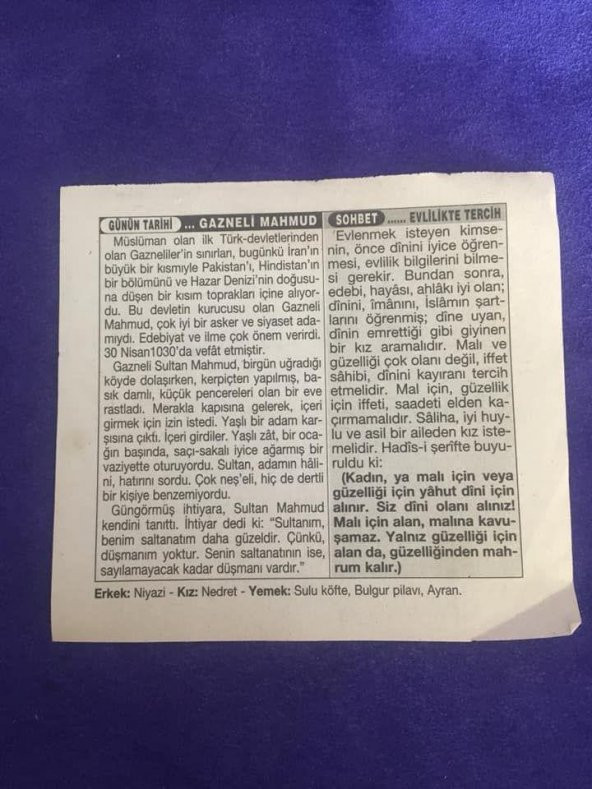 GÜNÜN TARİHİ ... GAZNELİ MAHMUD
Müslüman olan ilk Türk-devletlerinden
olan Gazneliler'in sınırları, bugünkü İran'ın
büyük bir kısmıyle Pakistan'ı, Hindistan'ın
bir bölümünü ve Hazar Denizi'nin doğusu-
na düşen bir kısım toprakları içine alıyor-
du. Bu devletin kurucusu olan Gazneli
Mahmud, çok iyi bir asker ve siyaset ada-
mıydı. Edebiyat ve ilme çok önem verirdi.
30 Nisan1030'da vefât etmiştir.
Gazneli Sultan Mahmud, birgün uğradığı
köyde dolaşırken, kerpiçten yapılmış, ba-
sık damlı, küçük pencereleri olan bir eve
rastladı. Merakla kapısına gelerek, içeri
girmek için izin istedi. Yaşlı bir adam kar-
şısına çıktı. İçeri girdiler. Yaşlı zât, bir oca-
ğın başında, saçı-sakalı iyice ağarmış bir
vaziyette oturuyordu. Sultan, adamın hâli-
ni, hatırını sordu. Çok neş'eli, hiç de dertli
bir kişiye benzemiyordu.
Güngörmüş ihtiyara, Sultan Mahmud
kendini tanıttı. İhtiyar dedi ki: "Sultanım,
benim saltanatım daha güzeldir. Çünkü,
düşmanım yoktur. Senin saltanatının ise,
sayılamayacak kadar düşmanı vardır."
SOHBET ...... EVLİLİKTE TERCİH
Evlenmek isteyen kimse-
nin, önce dînini iyice öğren-
mesi, evlilik bilgilerini bilme-
si gerekir. Bundan sonra,
edebi, hayâsı, ahlâkı iyi olan;
dînini, îmânını, İslâmın şart-
larını öğrenmiş; dîne uyan,
dînin emrettiği gibi giyinen
bir kız aramalıdır. Malı ve
güzelliği çok olanı değil, iffet
sâhibi, dînini kayıranı tercih
etmelidir. Mal için, güzellik
için iffeti, saadeti elden ka-
çırmamalıdır. Sâliha, iyi huy-
lu ve asil bir aileden kız iste-
melidir. Hadîs-i şerîfte buyu-
ruldu ki:
(Kadın, ya malı için veya
güzelliği için yâhut dîni için
alınır. Siz dîni olanı alınız!
Malı için alan, malına kavu-
şamaz. Yalnız güzelliği için
alan da, güzelliğinden mah-
rum kalır.)
Erkek: Niyazi - Kız: Nedret - Yemek: Sulu köfte, Bulgur pilavı, Ayran.